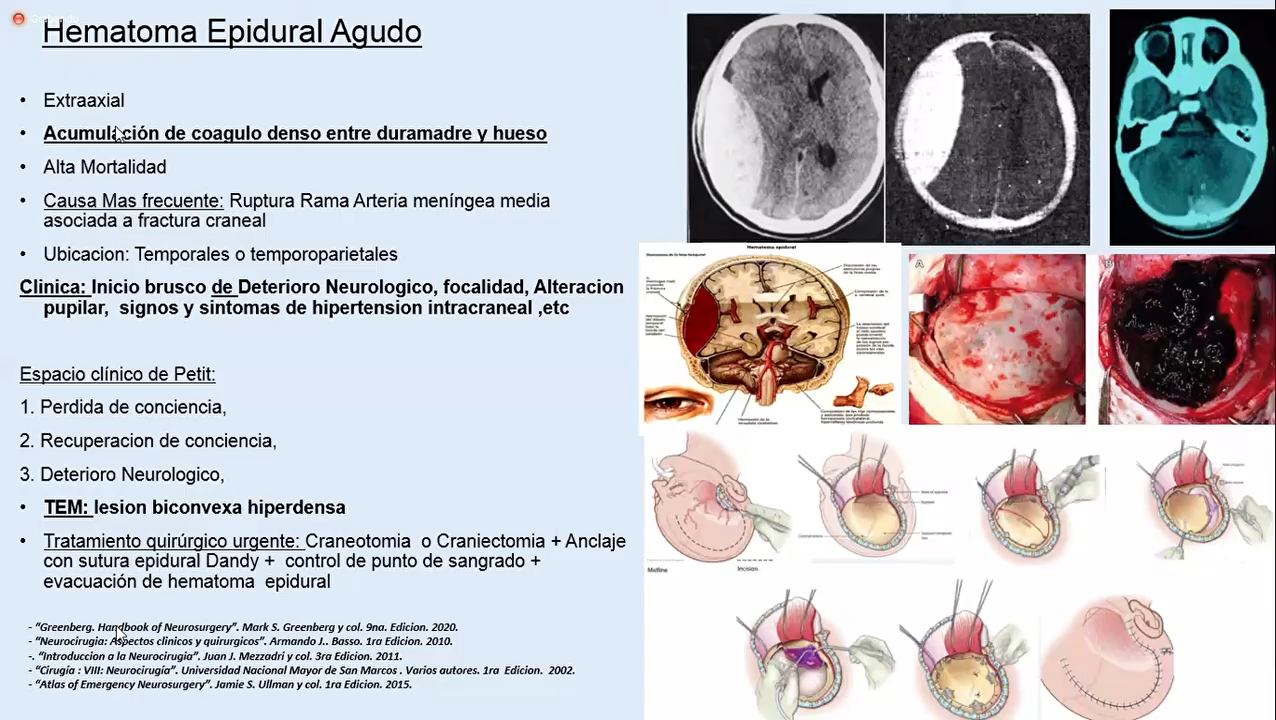 Hematoma Epidural Agudo
• Extraaxial
• Acumulación de coagulo denso entre duramadre y hueso
• Alta Mortalidad
• Causa Mas frecuente: Ruptura Rama Arteria meníngea media
asociada a fractura craneal
• Ubicacion: Temporales o temporoparietales
Clínica: Inicio brusco de Deterioro Neurologico, focalidad, Alteracion
pupilar, signos y sintomas de hipertension intracraneal ,etc
Espacio clínico de Petit:
1. Perdida de conciencia,
2. Recuperacion de conciencia,
3. Deterioro Neurologico,
• TEM: lesion biconvexa hiperdensa
• Tratamiento quirúrgico urgente: Craneotomia o Craniectomia + Anclaje
con sutura epidural Dandy + control de punto de sangrado +
evacuación de hematoma epidural
- “Greenberg. Handbook of Neurosurgery”. Mark S. Greenberg y col. 9na. Edicion. 2020.
- “Neurocirugia: Aspectos clinicos y quirurgicos”. Armando J.. Basso. 1ra Edicion. 2010.
-. “Introduccion a la Neurocirugia”. Juan J. Mezzadri y col. 3ra Edicion. 2011.
- “Cirugía : VIII: Neurocirugía”. Universidad Nacional Mayor de San Marcos . Varios autores. 1ra Edicion. 2002.
- “Atlas of Emergency Neurosurgery”. Jamie S. Ullman y col. 1ra Edicion. 2015.
Hematoma epidural
A
B
Midline
Incision